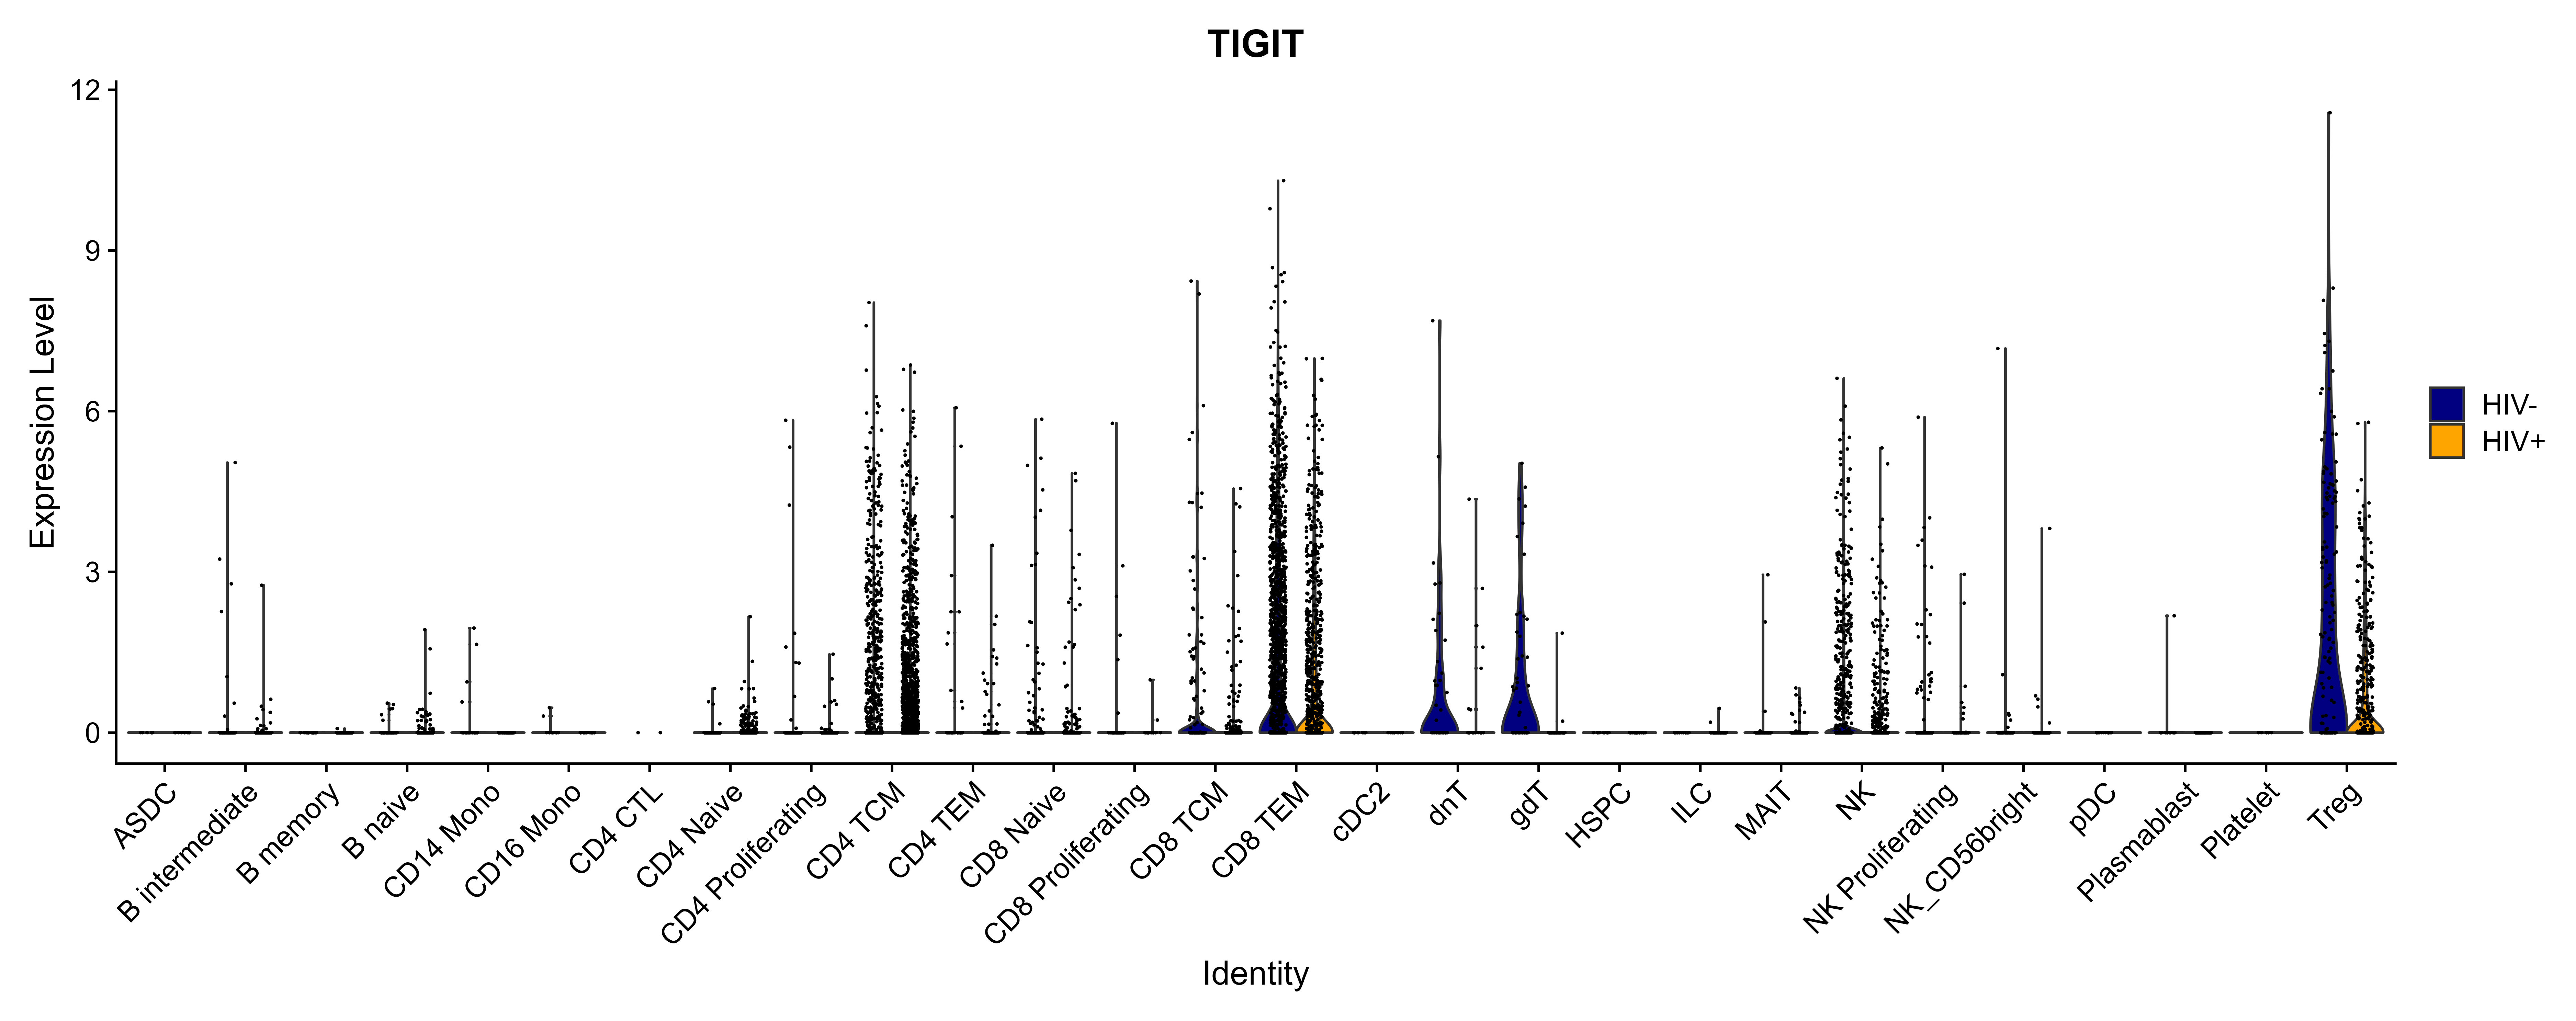 TIGIT
Expression Level
12
9
6
3
0
ASDC
B intermediate
B memory
B naive
CD14 Mono
CD16 Mono
CD4 CTL
CD4 Naive
CD4 Proliferating
CD4 TCM
CD4 TEM
CD8 Naive
CD8 Proliferating
CD8 TCM
CD8 TEM
cDC2
dnT
gdT
HSPC
ILC
MAIT
NK
NK Proliferating
NK_CD56bright
pDC
Plasmablast
Platelet
Treg
Identity
HIV-
HIV+